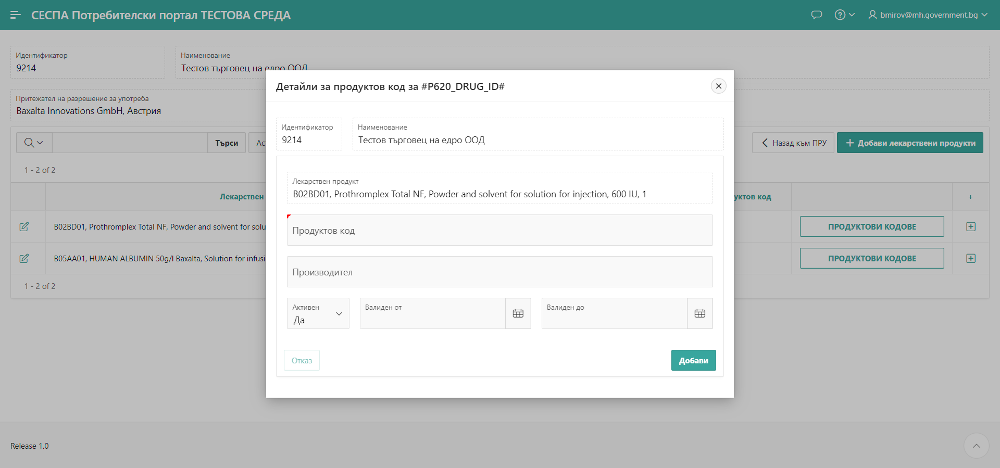 СЕСПА Потребителски портал ТЕСТОВА СРЕДА
bmirov@mh.government.bg
Идентификатор
9214
Наименование
Тестов търговец на едро ООД
Притежател на разрешение за употреба
Baxalta Innovations GmbH, Австрия
Търси
Ас
Назад към ПРУ
+ Добави лекарствени продукти
1 - 2 of 2
Лекарствен
уктов код
+
B02BD01, Prothromplex Total NF, Powder and solvent for solu
ПРОДУКТОВИ КОДОВЕ
B05AA01, HUMAN ALBUMIN 50g/l Baxalta, Solution for infusi
ПРОДУКТОВИ КОДОВЕ
1 - 2 of 2
Детайли за продуктов код за #P620_DRUG_ID#
Идентификатор
9214
Наименование
Тестов търговец на едро ООД
Лекарствен продукт
B02BD01, Prothromplex Total NF, Powder and solvent for solution for injection, 600 IU, 1
Продуктов код
Производител
Активен
Да
Валиден от
Валиден до
Отказ
Добави
Release 1.0